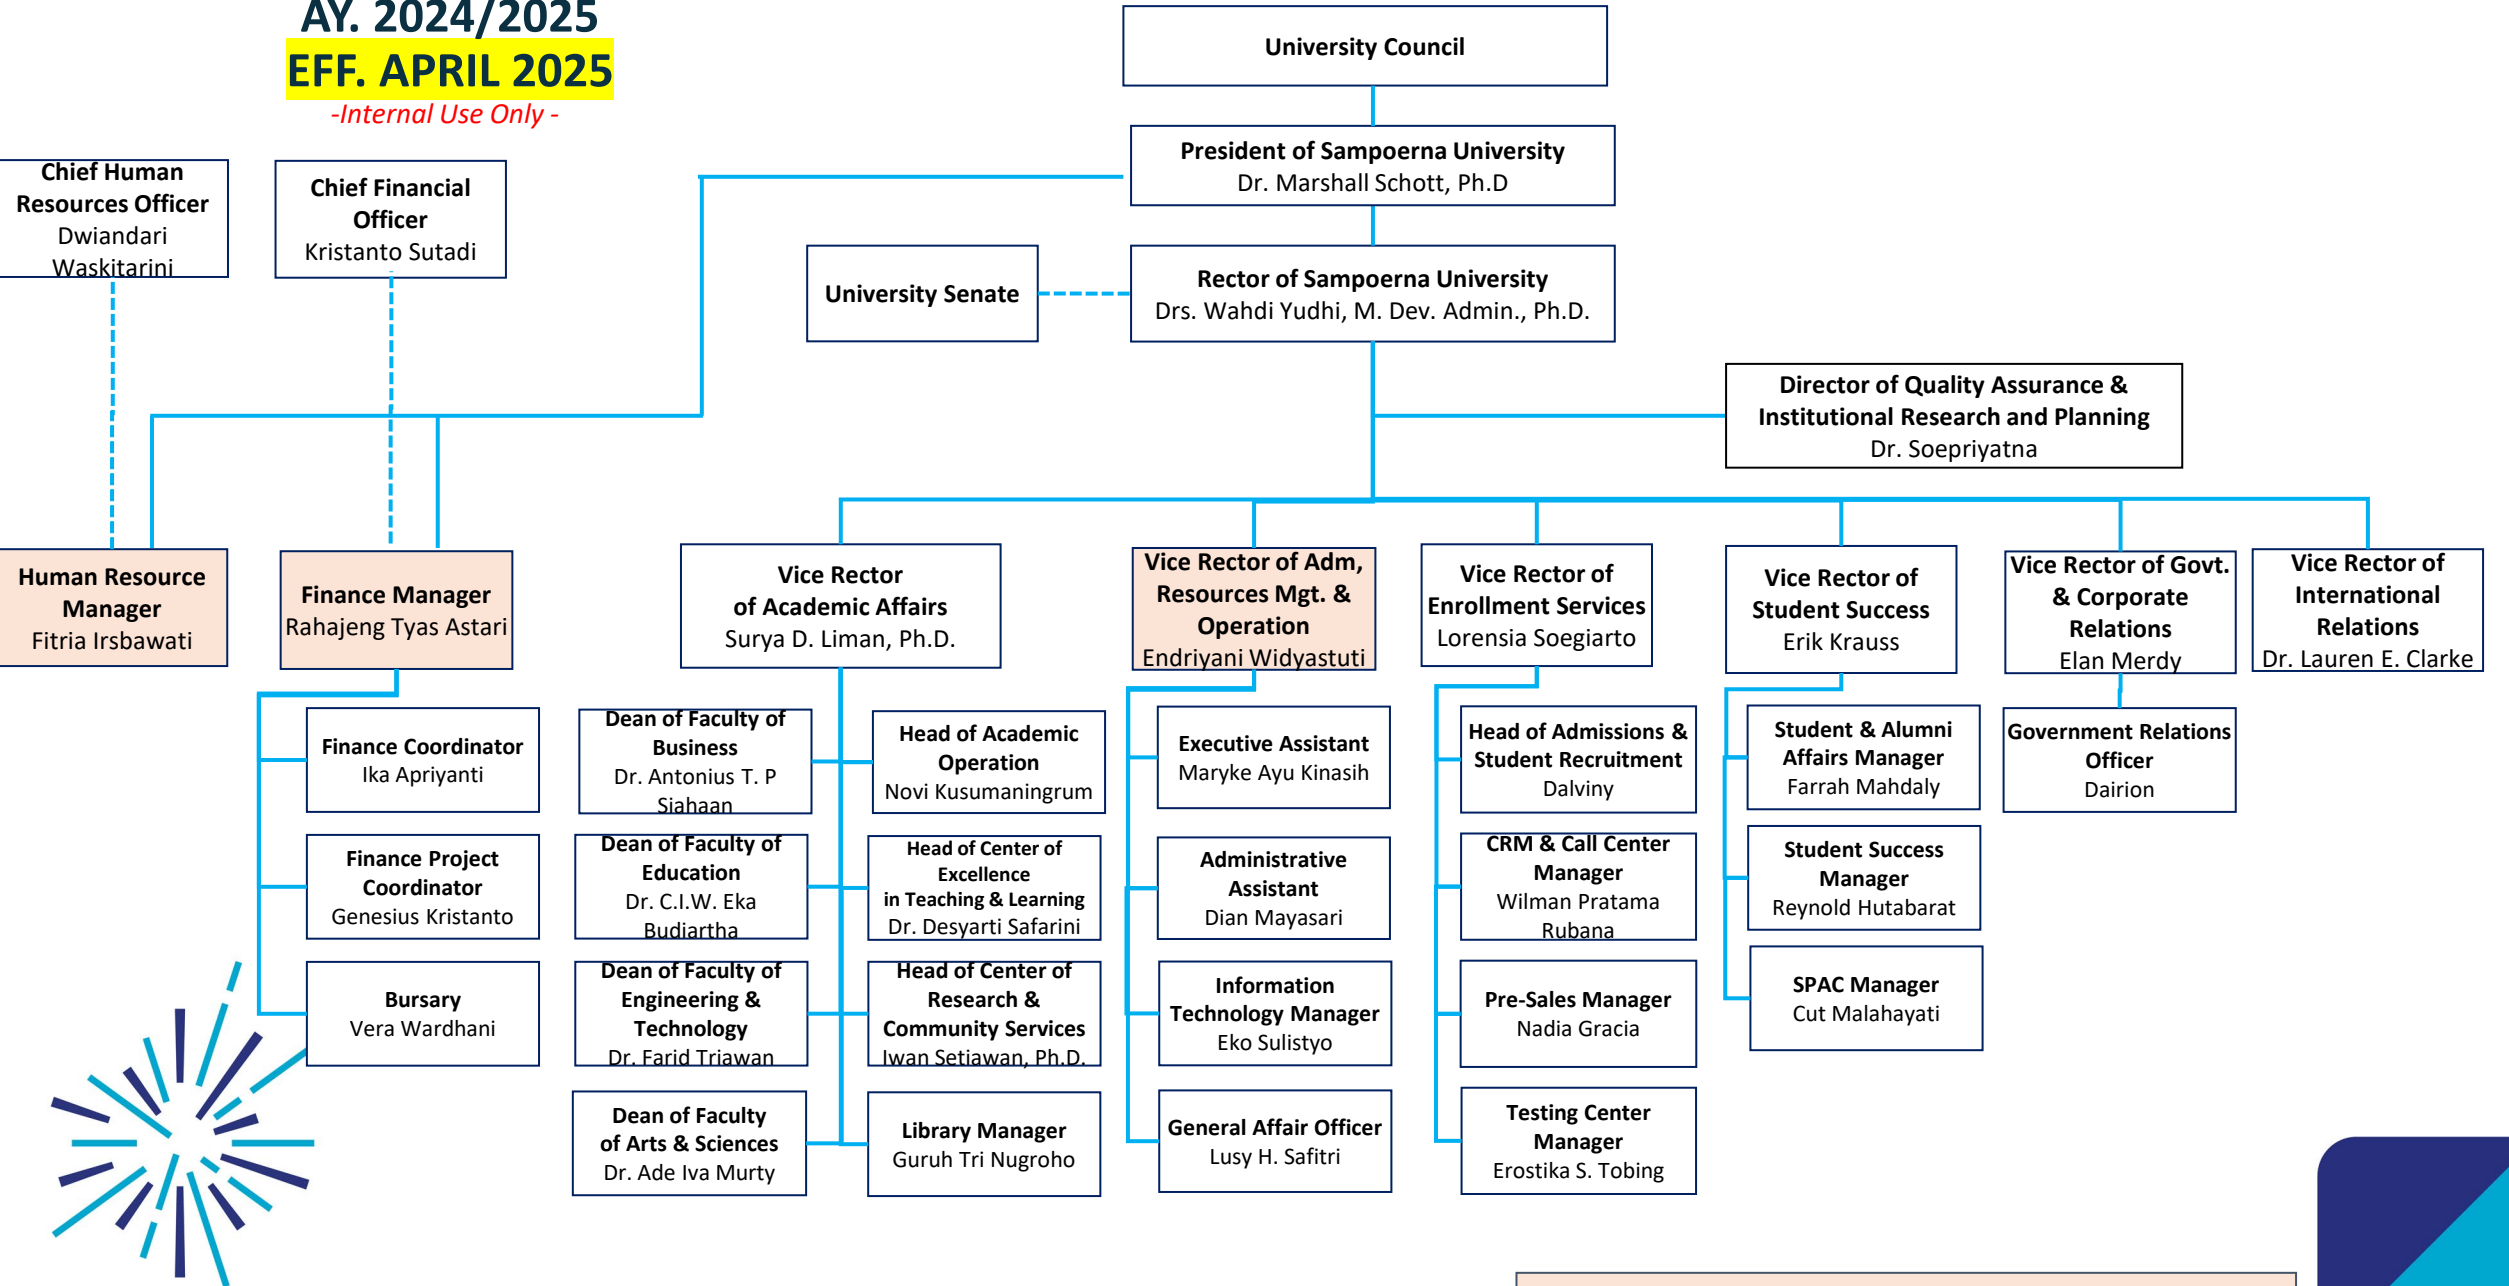 AY. 2024/2025
EFF. APRIL 2025
-Internal Use Only -
University Council
President of Sampoerna University
Dr. Marshall Schott, Ph.D
Chief Human
Resources Officer
Dwiandari
Waskitarini
Chief Financial
Officer
Kristanto Sutadi
University Senate
Rector of Sampoerna University
Drs. Wahdi Yudhi, M. Dev. Admin., Ph.D.
Director of Quality Assurance &
Institutional Research and Planning
Dr. Soepriyatna
Human Resource
Manager
Fitria Irsbawati
Finance Manager
Rahajeng Tyas Astari
Vice Rector
of Academic Affairs
Surya D. Liman, Ph.D.
Vice Rector of Adm,
Resources Mgt. &
Operation
Endriyani Widyastuti
Vice Rector of
Enrollment Services
Lorensia Soegiarto
Vice Rector of
Student Success
Erik Krauss
Vice Rector of Govt.
& Corporate
Relations
Elan Merdy
Vice Rector of
International
Relations
Dr. Lauren E. Clarke
Finance Coordinator
Ika Apriyanti
Dean of Faculty of
Business
Dr. Antonius T. P
Siahaan
Head of Academic
Operation
Novi Kusumaningrum
Executive Assistant
Maryke Ayu Kinasih
Head of Admissions &
Student Recruitment
Dalviny
Student & Alumni
Affairs Manager
Farrah Mahdaly
Government Relations
Officer
Dairion
Finance Project
Coordinator
Genesius Kristanto
Dean of Faculty of
Education
Dr. C.I.W. Eka
Budiartha
Head of Center of
Excellence
in Teaching & Learning
Dr. Desyarti Safarini
Administrative
Assistant
Dian Mayasari
CRM & Call Center
Manager
Wilman Pratama
Rubana
Student Success
Manager
Reynold Hutabarat
Bursary
Vera Wardhani
Dean of Faculty of
Engineering &
Technology
Dr. Farid Triawan
Head of Center of
Research &
Community Services
Iwan Setiawan, Ph.D.
Information
Technology Manager
Eko Sulistyo
Pre-Sales Manager
Nadia Gracia
SPAC Manager
Cut Malahayati
Dean of Faculty
of Arts & Sciences
Dr. Ade Iva Murty
Library Manager
Guruh Tri Nugroho
General Affair Officer
Lusy H. Safitri
Testing Center
Manager
Erostika S. Tobing